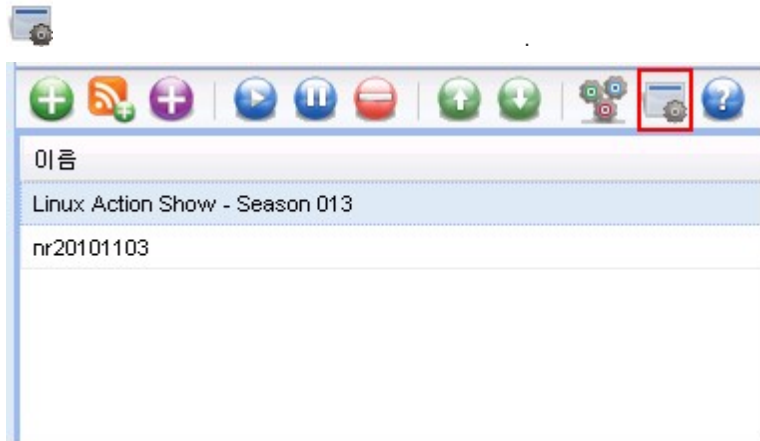 .
이름
Linux Action Show - Season 013
nr20101103